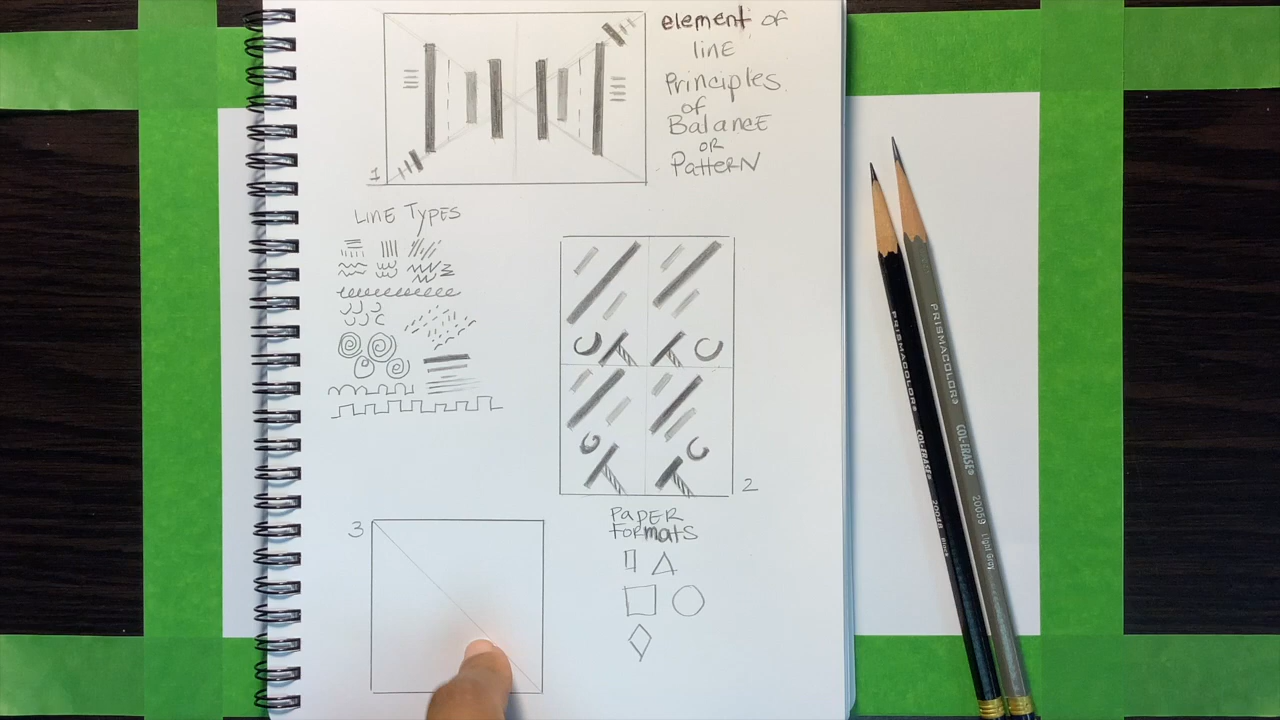 element of
line
Principles
of
Balance
or
Pattern
1
Line Types
2
3
Paper
Formats
PRISMACOLOR® COL-ERASE® 20048 Black
PRISMACOLOR® COL-ERASE® 20059 Light Gray